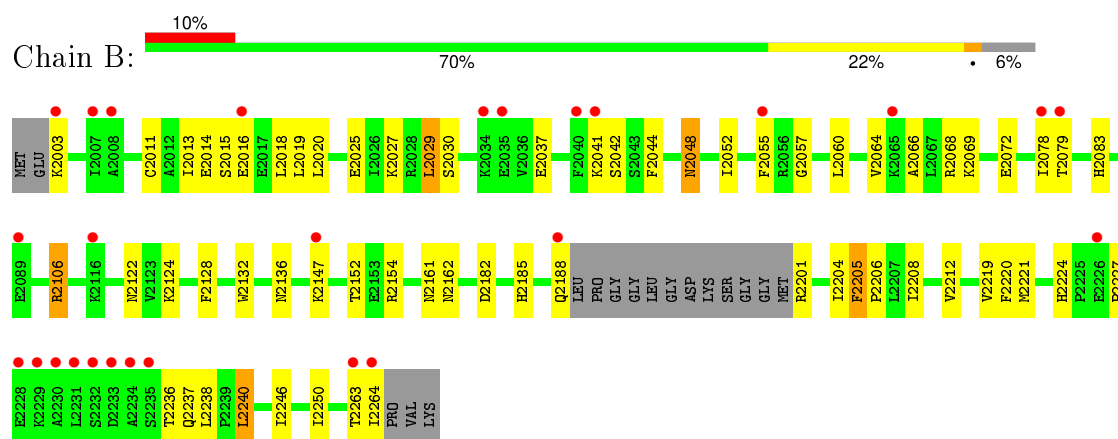 10%
Chain B:
70% 22% • 6%
MET GLU K2003 I2007 A2008 C2011 A2012 I2013 E2014 S2015 E2016 E2017 L2018 L2019 L2020 E2025 I2026 K2027 R2028 L2029 S2030 K2034 E2035 V2036 E2037 F2040 K2041 S2042 S2043 F2044 N2048 I2052 F2055 R2056 G2057 L2060 V2064 K2065 A2066 L2067 R2068 K2069 E2072 I2078 T2079 H2083
E2089 R2106 K2116 N2122 V2123 K2124 F2128 W2132 N2136 K2147 T2152 E2153 R2154 N2161 N2162 D2182 H2185 Q2188 LEU PRO GLY GLY LEU GLY ASP LYS SER GLY GLY MET R2201 I2204 F2205 P2206 L2207 I2208 V2212 V2219 F2220 M2221 H2224 P2225 E2226
E2228 K2229 A2230 L2231 S2232 D2233 A2234 S2235 T2236 Q2237 L2238 P2239 L2240 I2246 I2250 T2263 I2264 PRO VAL LYS